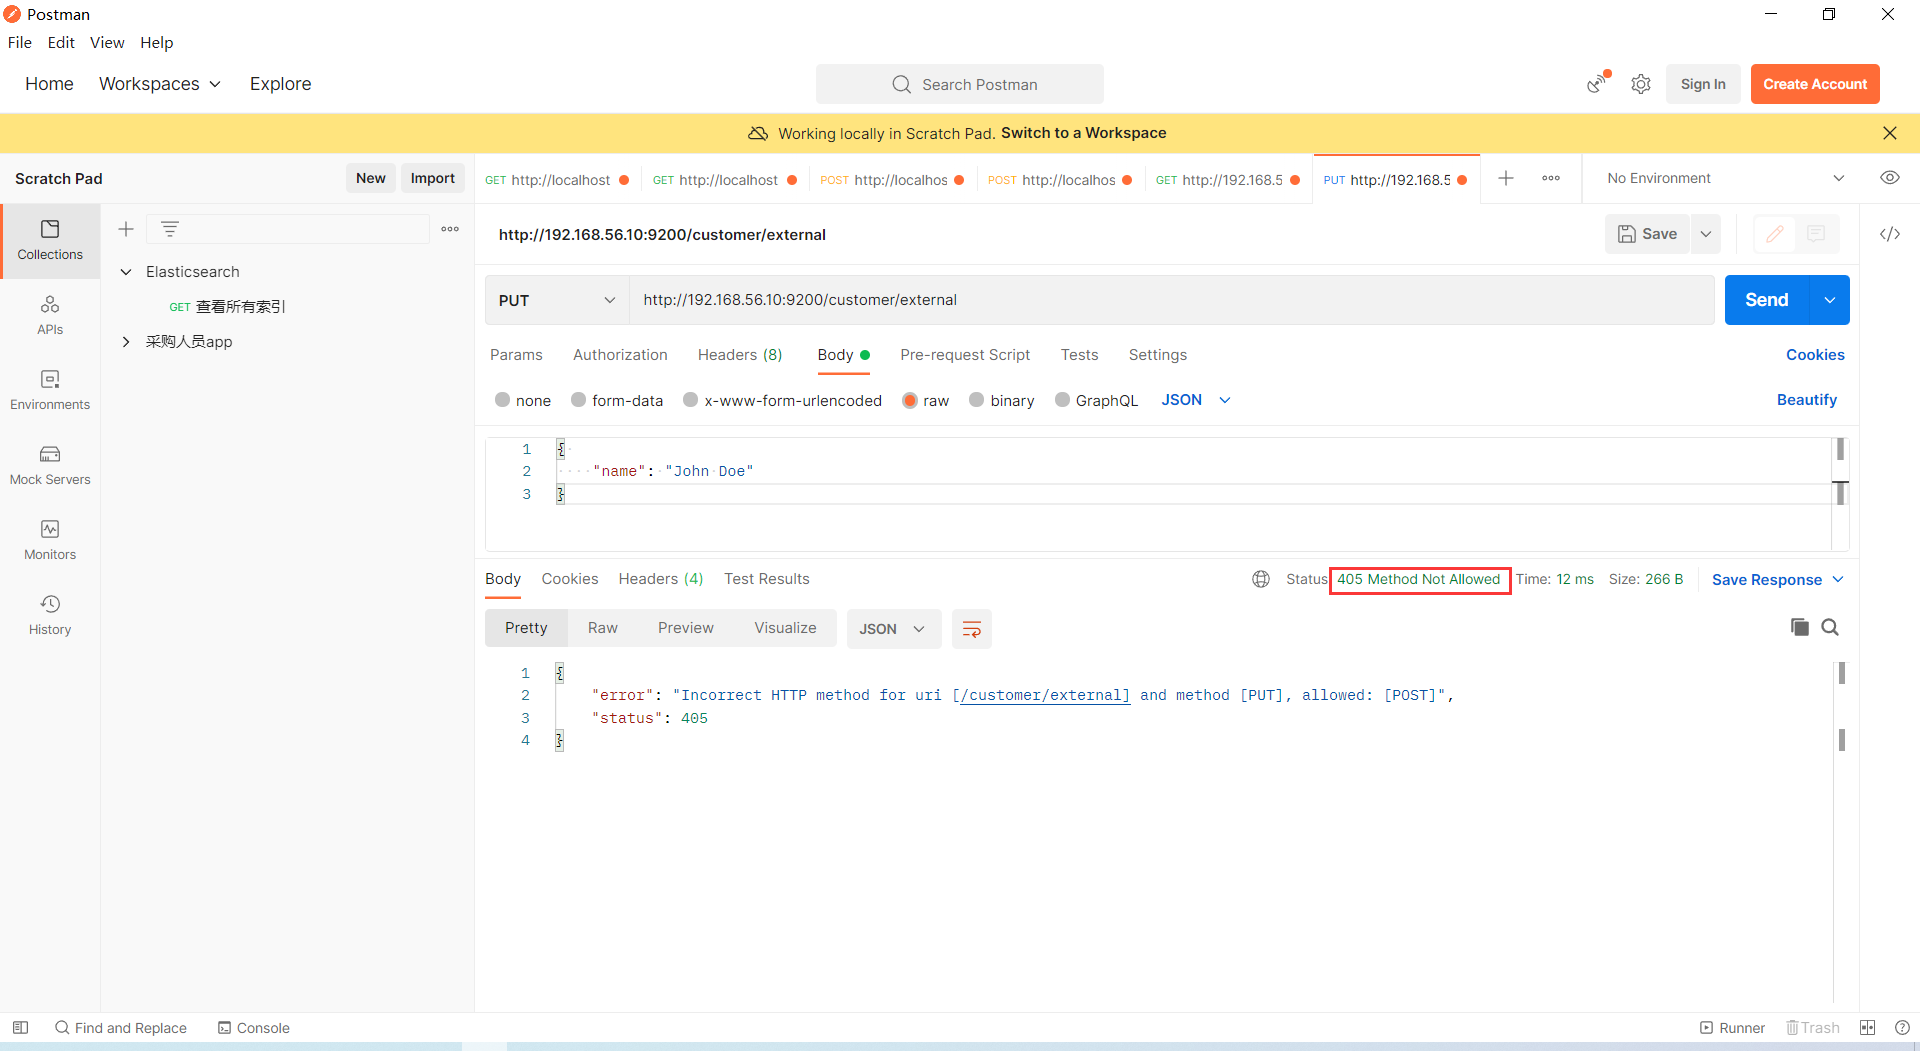 Postman
File Edit View Help
Home Workspaces Explore Search Postman Sign In Create Account
Working locally in Scratch Pad. Switch to a Workspace
Scratch Pad New Import GET http://localhost GET http://localhost POST http://localhos POST http://localhos GET http://192.168.5 PUT http://192.168.5 No Environment
Collections
APIs
Environments
Mock Servers
Monitors
History
Elasticsearch
GET 查看所有索引
采购人员app
http://192.168.56.10:9200/customer/external Save </>
PUT http://192.168.56.10:9200/customer/external Send
Params Authorization Headers (8) Body Pre-request Script Tests Settings Cookies
none form-data x-www-form-urlencoded raw binary GraphQL JSON Beautify
1 {
2 "name": "John Doe"
3 }
Body Cookies Headers (4) Test Results Status 405 Method Not Allowed Time: 12 ms Size: 266 B Save Response
Pretty Raw Preview Visualize JSON
1 {
2 "error": "Incorrect HTTP method for uri [/customer/external] and method [PUT], allowed: [POST]",
3 "status": 405
4 }
Find and Replace Console Runner Trash